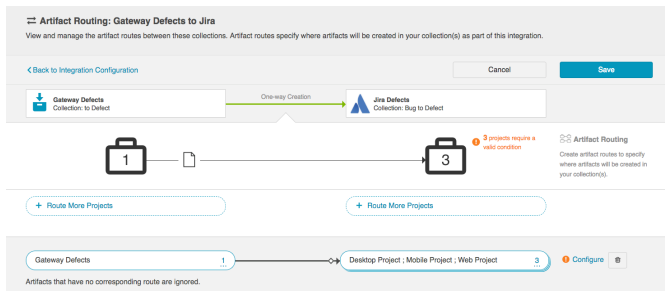 Artifact Routing: Gateway Defects to Jira
View and manage the artifact routes between these collections. Artifact routes specify where artifacts will be created in your collection(s) as part of this integration.
Back to Integration Configuration
Cancel
Save
Gateway Defects
Collection: to Defect
One-way Creation
Jira Defects
Collection: Bug to Defect
1
3
3 projects require a
valid condition
Artifact Routing
Create artifact routes to specify
where artifacts will be created in
your collection(s).
+ Route More Projects
+ Route More Projects
Gateway Defects
1
Desktop Project ; Mobile Project ; Web Project
3
Configure
Artifacts that have no corresponding route are ignored.